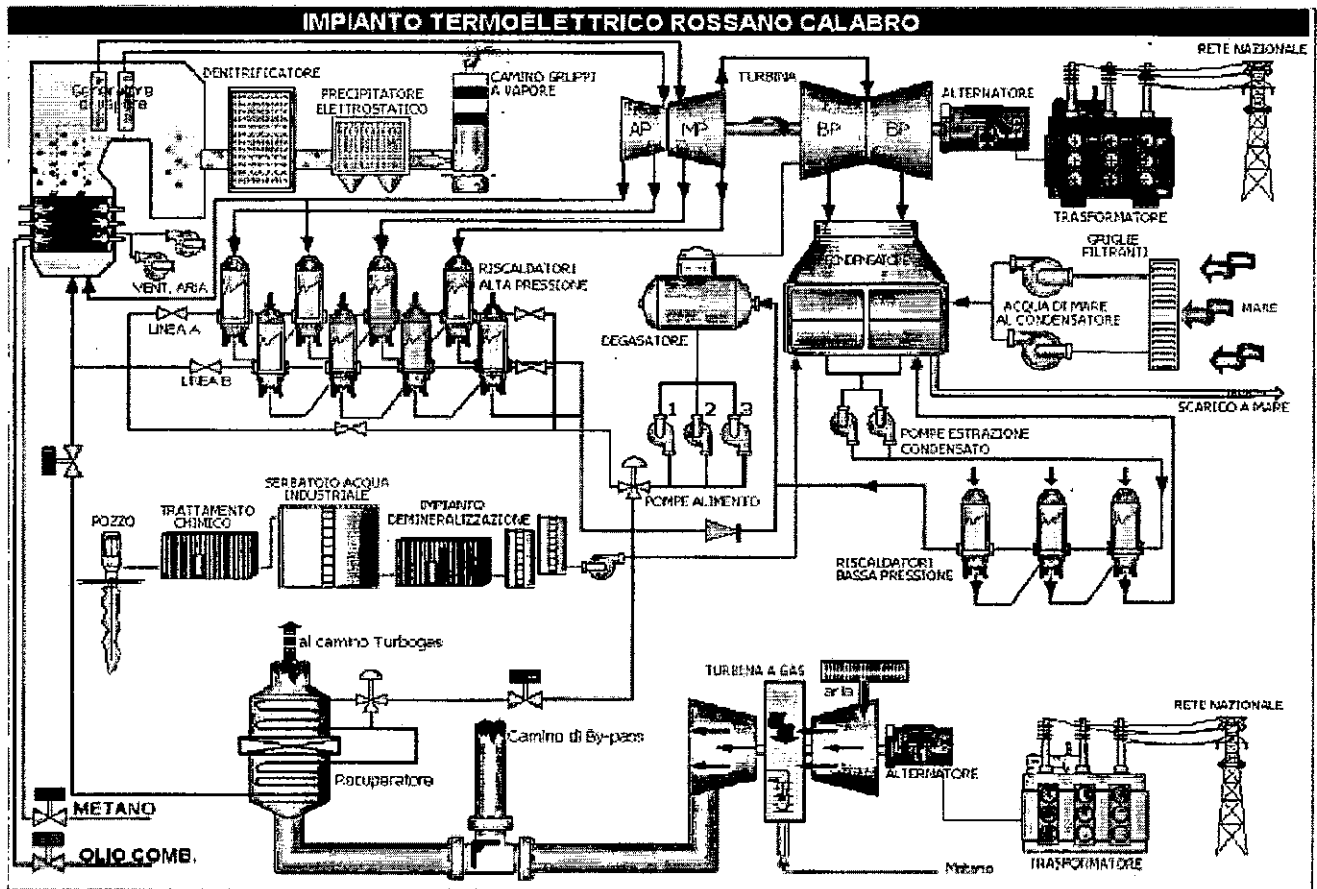 IMPIANTO TERMOELETTRICO ROSSANO CALABRO
RETE NAZIONALE
DENITRIFICATORE
PRECIPITATORE
ELETTROSTATICO
CAMINO GRUPPI
A VAPORE
TURBINA
ALTERNATORE
AP
MP
BP
BP
TRASFORMATORE
VENT. ARIA
RISCALDATORI
ALTA PRESSIONE
CONDENSATORE
GRIGLIE
FILTRANTI
MARE
ACQUA DI MARE
AL CONDENSATORE
LINEA A
LINEA B
DEGASATORE
SCARICO A MARE
1
2
3
POMPE ESTRAZIONE
CONDENSATO
POMPE ALIMENTO
SERBATOIO ACQUA
INDUSTRIALE
IMPIANTO
DEMINERALIZZAZIONE
TRATTAMENTO
CHIMICO
POZZO
RISCALDATORI
BASSA PRESSIONE
al camino Turbogas
TURBINA A GAS
aria
RETE NAZIONALE
Camino di By-pass
Recuperatore
ALTERNATORE
METANO
OLIO COMB.
Metano
TRASFORMATORE